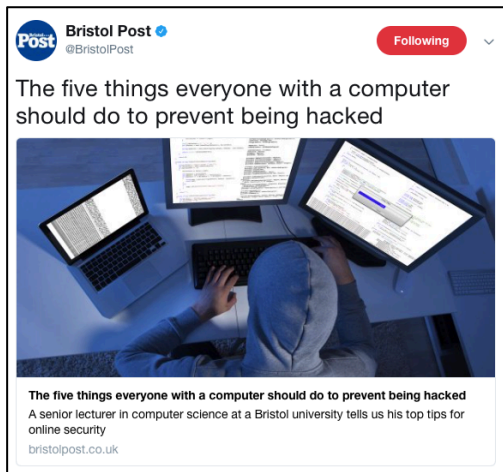 Bristol Post
Post
@BristolPost
Following
The five things everyone with a computer
should do to prevent being hacked
The five things everyone with a computer should do to prevent being hacked
A senior lecturer in computer science at a Bristol university tells us his top tips for
online security
bristolpost.co.uk